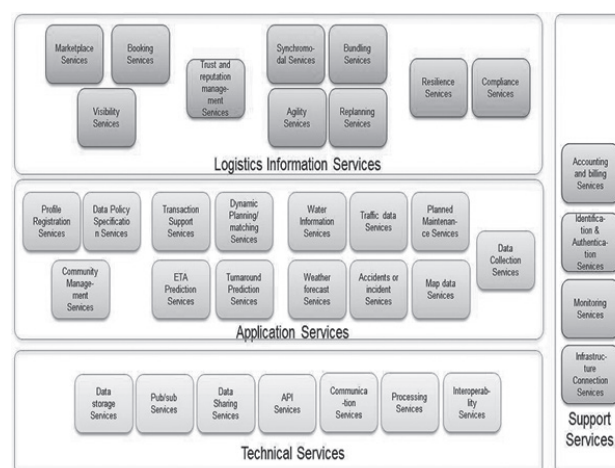 Marketplace
Services
Booking
Services
Visibility
Services
Trust and
reputation
manage-
ment
Services
Synchromo-
dal Services
Bundling
Services
Agility
Services
Replanning
Services
Resilience
Services
Compliance
Services
Logistics Information Services
Profile
Registration
Services
Data Policy
Specificatio
n Services
Community
Manage-
ment
Services
Transaction
Support
Services
Dynamic
Planning/
matching
Services
ETA
Prediction
Services
Turnaround
Prediction
Services
Water
Information
Services
Traffic data
Services
Planned
Maintenan-
ce Services
Weather
forecast
Services
Accidents or
incident
Services
Map data
Services
Data
Collection
Services
Application Services
Data
storage
Services
Pub/sub
Services
Data
Sharing
Services
API
Services
Communica
-tion
Services
Processing
Services
Interopera-
bility
Services
Technical Services
Accounting
and billing
Services
Identifica-
tion &
Authentica-
tion Services
Monitoring
Services
Infrastruc-
ture
Connection
Services
Support
Services